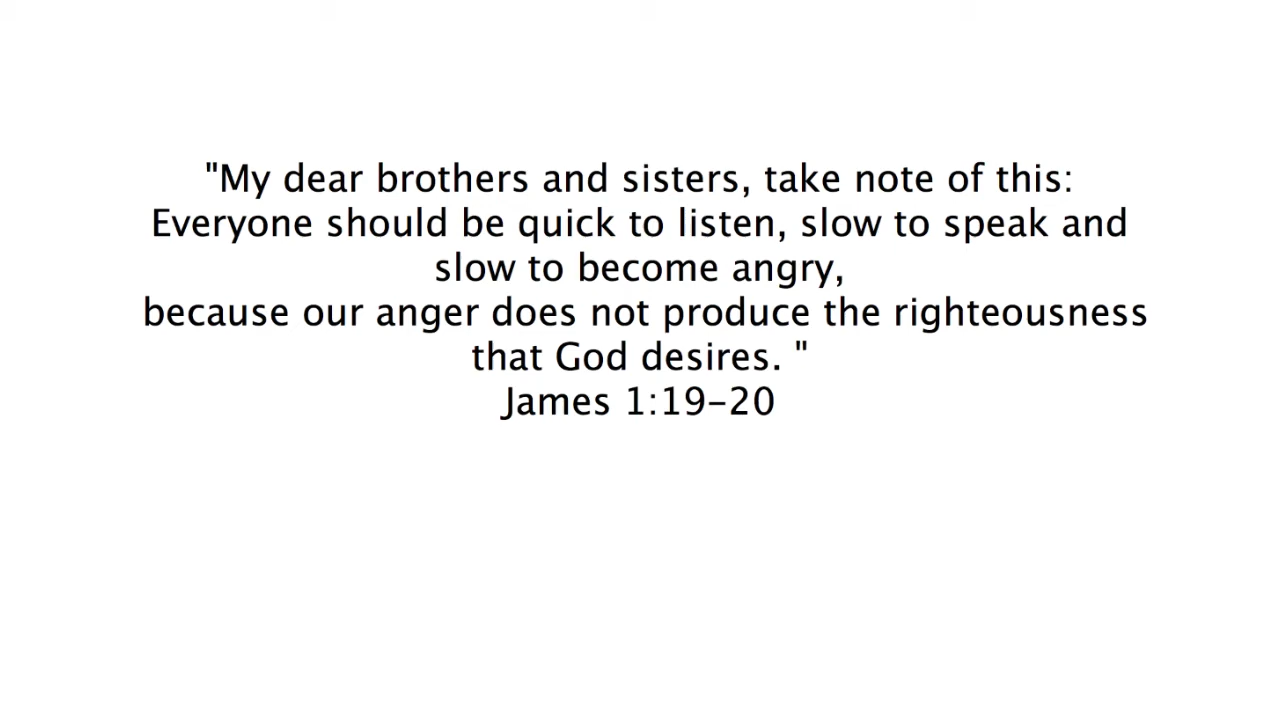 "My dear brothers and sisters, take note of this:
Everyone should be quick to listen, slow to speak and
slow to become angry,
because our anger does not produce the righteousness
that God desires. "
James 1:19-20